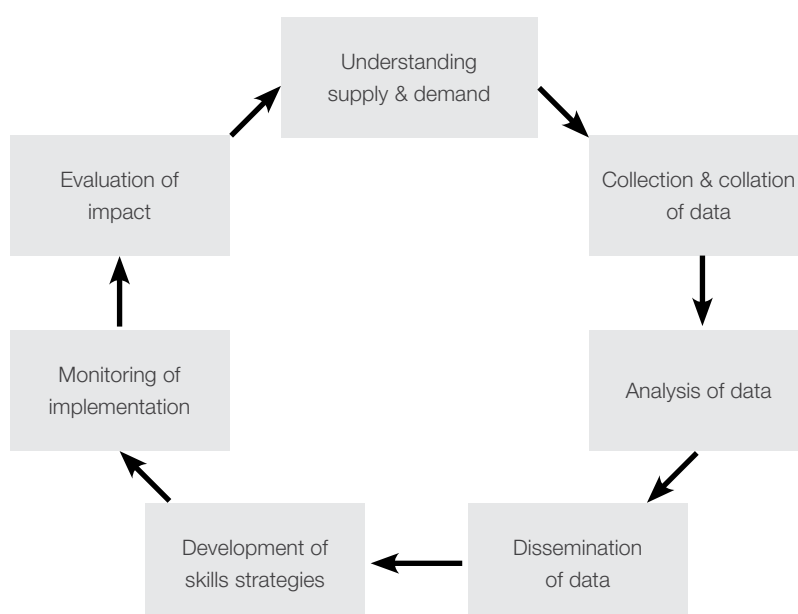 Understanding
supply & demand
Collection & collation
of data
Analysis of data
Dissemination
of data
Development of
skills strategies
Monitoring of
implementation
Evaluation of
impact